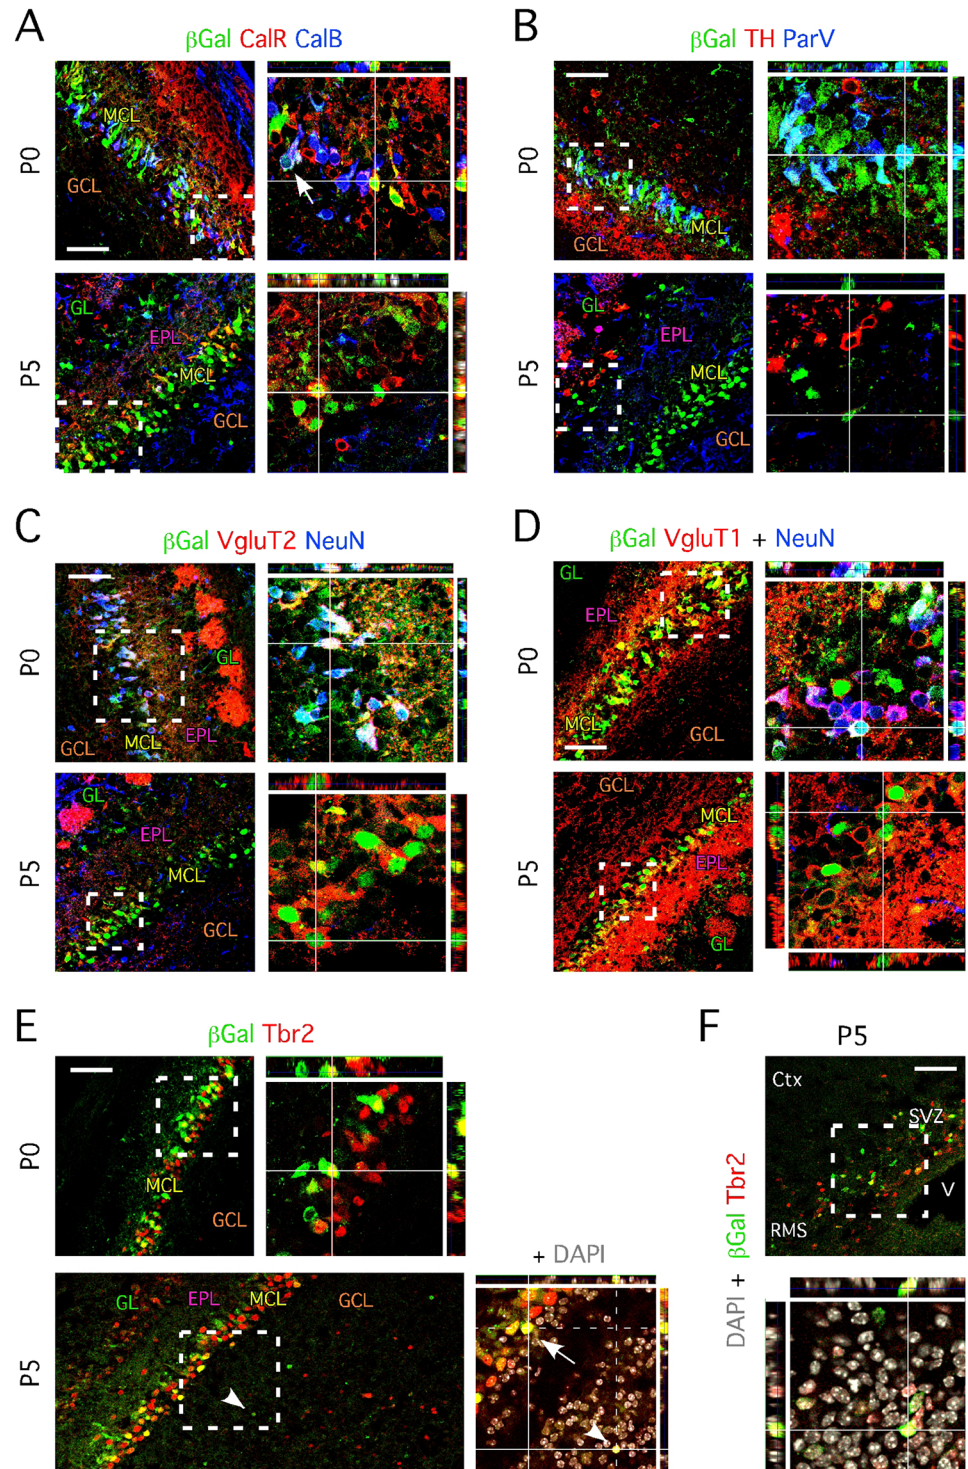 A
βGal CalR CalB
P0
MCL
GCL
P5
GL
EPL
MCL
GCL
B
βGal TH ParV
P0
GCL
MCL
P5
GL
EPL
MCL
GCL
C
βGal VgluT2 NeuN
P0
GL
GCL
MCL
EPL
P5
GL
EPL
MCL
GCL
D
βGal VgluT1 + NeuN
P0
GL
EPL
MCL
GCL
P5
GCL
MCL
EPL
GL
E
βGal Tbr2
P0
MCL
GCL
P5
GL
EPL
MCL
GCL
+ DAPI
F
P5
DAPI + βGal Tbr2
Ctx
SVZ
V
RMS